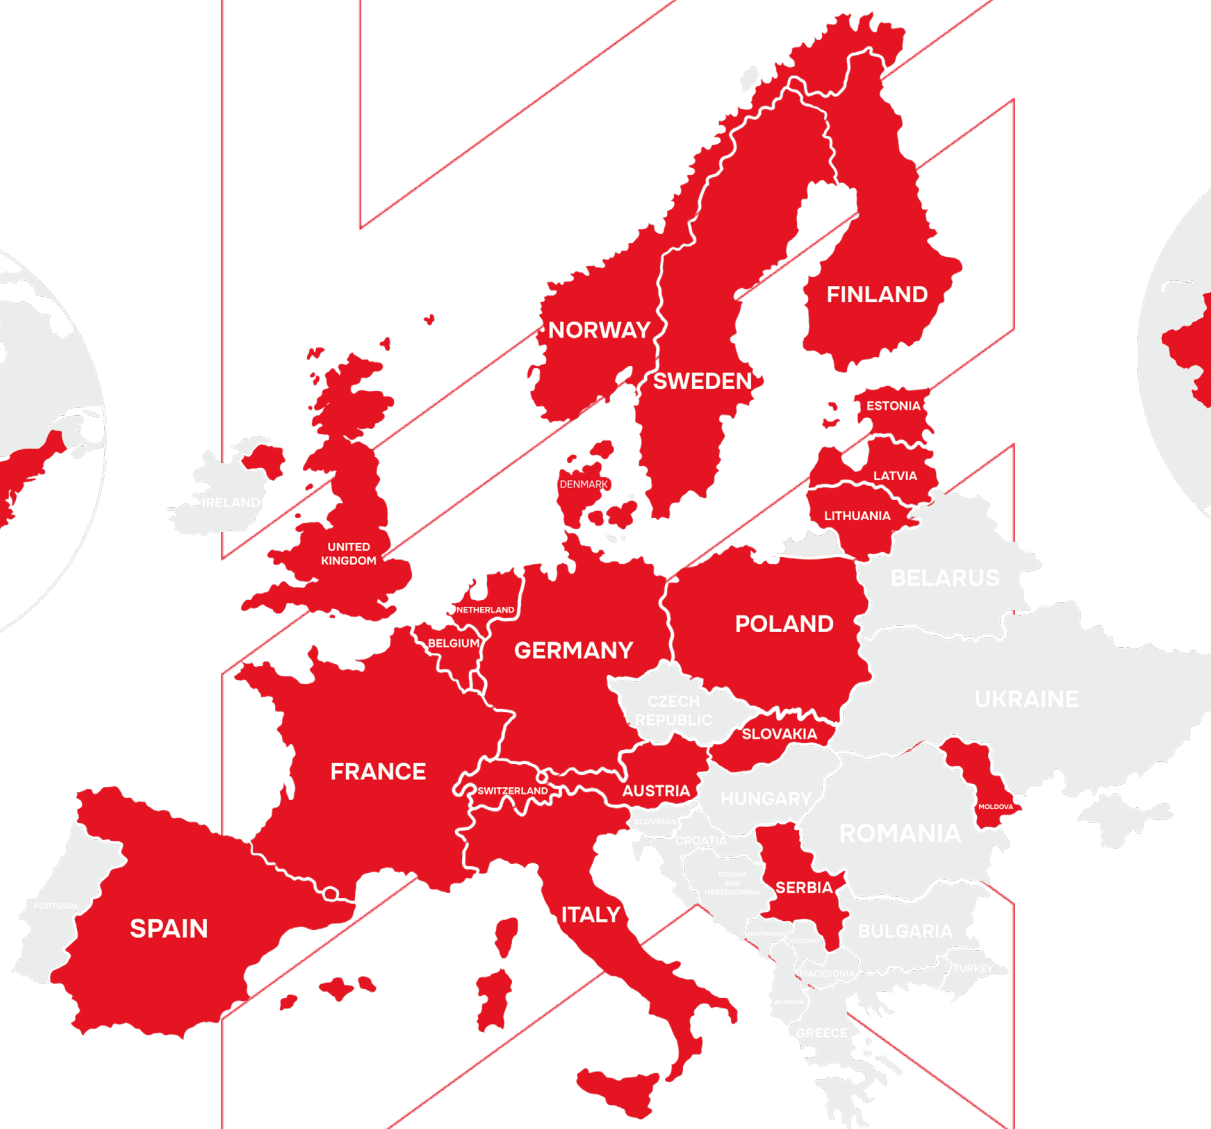 FINLAND
NORWAY
SWEDEN
ESTONIA
LATVIA
DENMARK
IRELAND
LITHUANIA
UNITED
KINGDOM
BELARUS
NETHERLAND
POLAND
BELGIUM
GERMANY
UKRAINE
CZECH
REPUBLIC
SLOVAKIA
FRANCE
SWITZERLAND
AUSTRIA
HUNGARY
MOLDOVA
SLOVENIA
ROMANIA
CROATIA
BOSNIA
AND
HERZEGOVINA
SERBIA
PORTUGAL
ITALY
SPAIN
BULGARIA
MONTENEGRO
KOSOVO
TURKEY
MACEDONIA
ALBANIA
GREECE